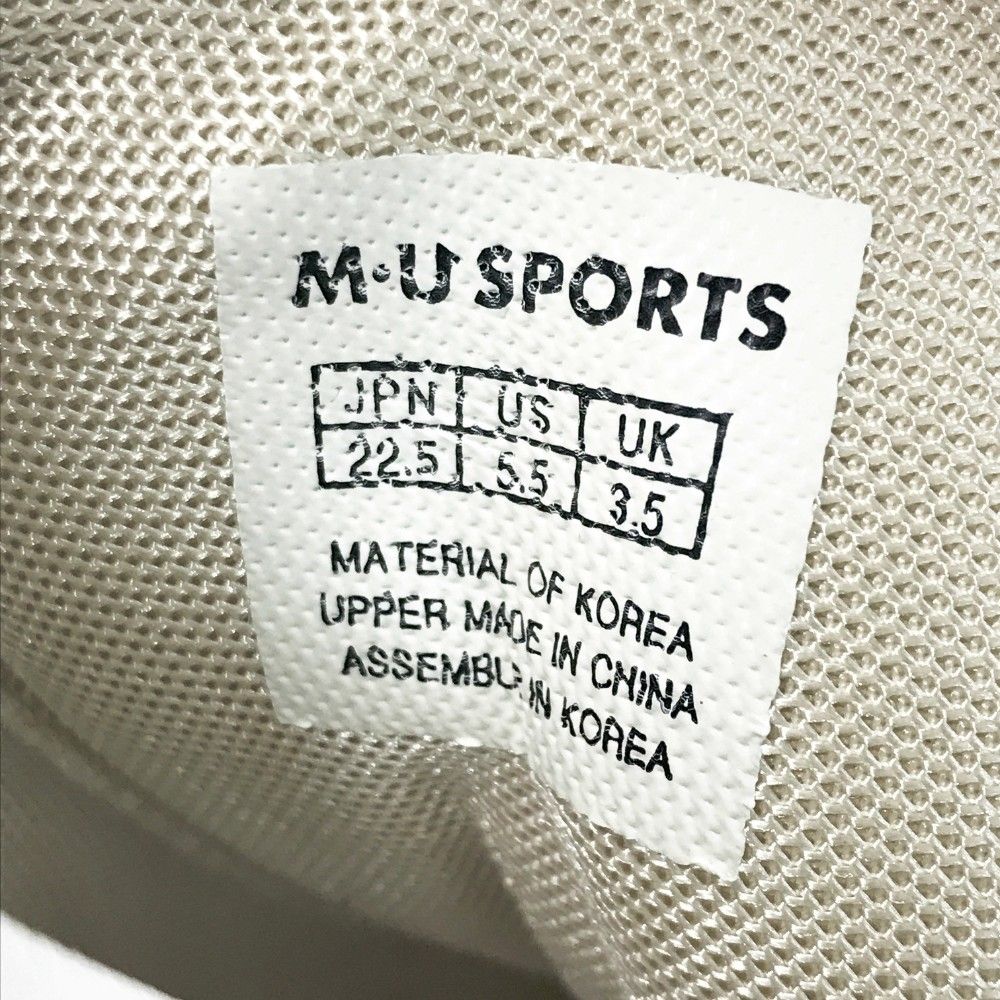 M·U SPORTS
JPN US UK
22.5 5.5 3.5
MATERIAL OF KOREA
UPPER MADE IN CHINA
ASSEMBLY IN KOREA